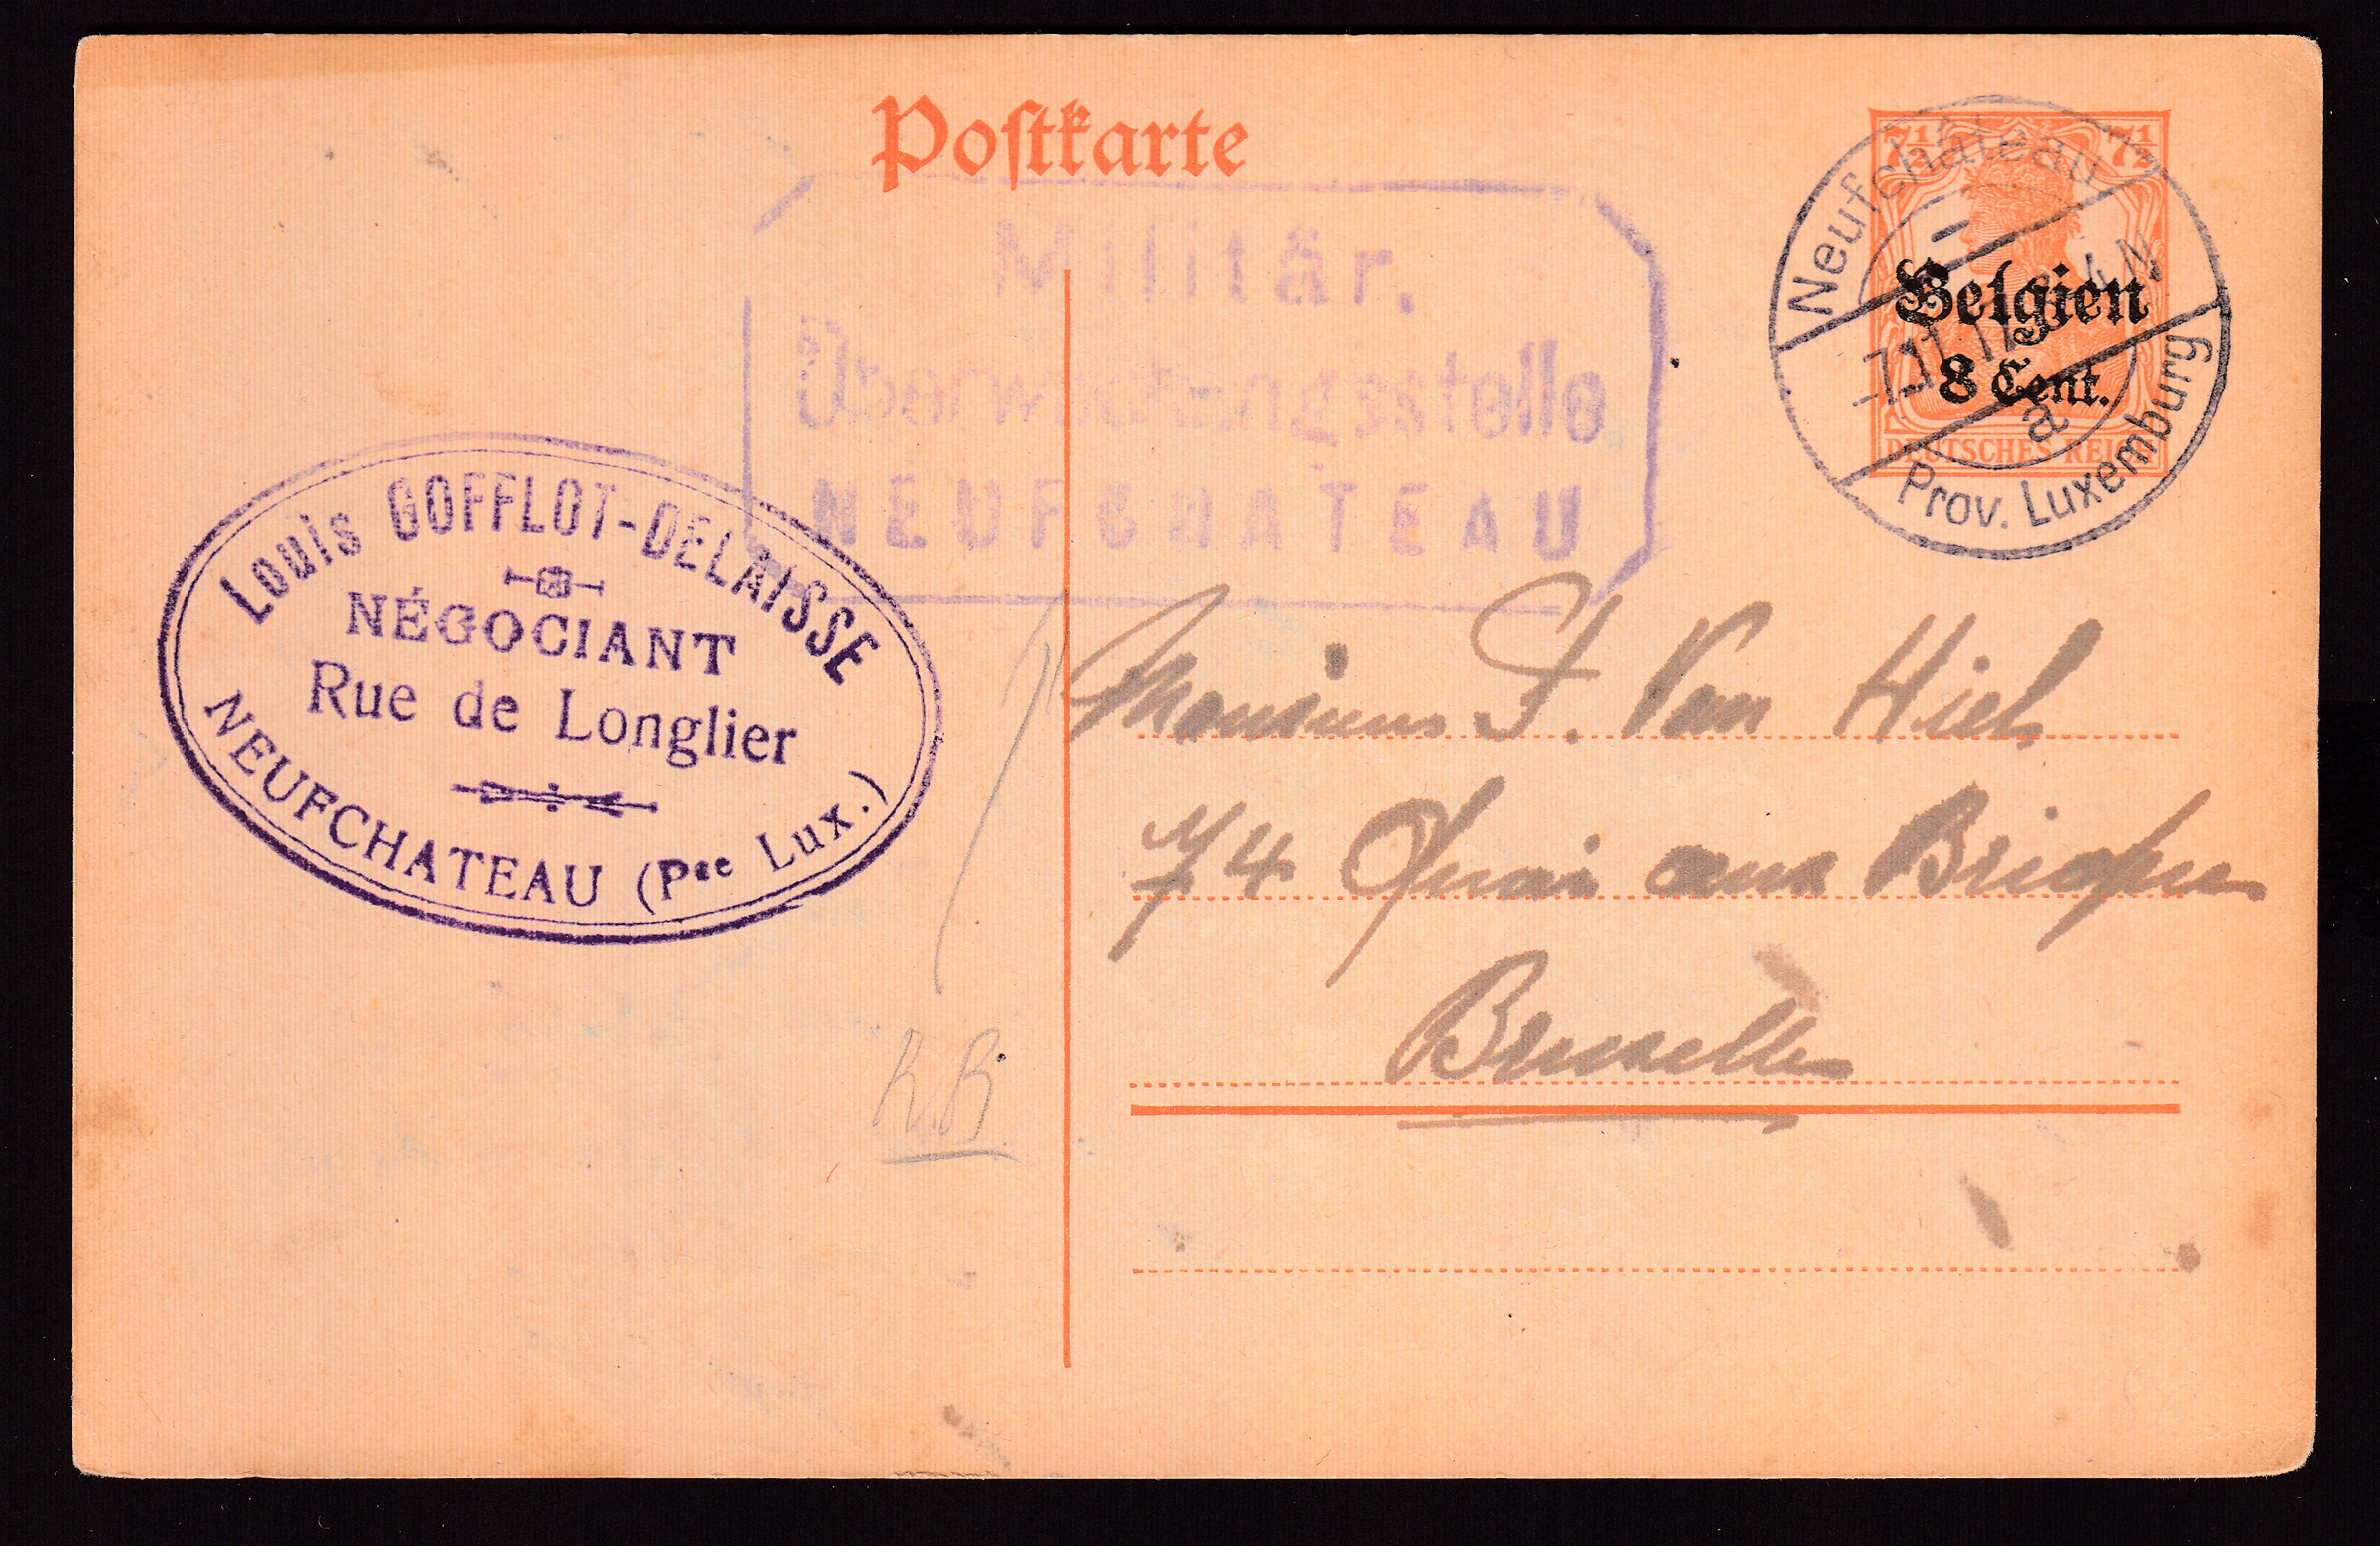 Postkarte
7½ 7½
Belgien
8 Cent.
DEUTSCHES REICH
Neufchâteau
a
Prov. Luxemburg
Militär.
Überwachungsstelle
NEUFCHATEAU
Louis GOFFLOT-DELAISSE
NÉGOCIANT
Rue de Longlier
NEUFCHATEAU (Pce Lux.)
Monsieur F. Van Hiel
74 Quai aux Briques
Bruxelles